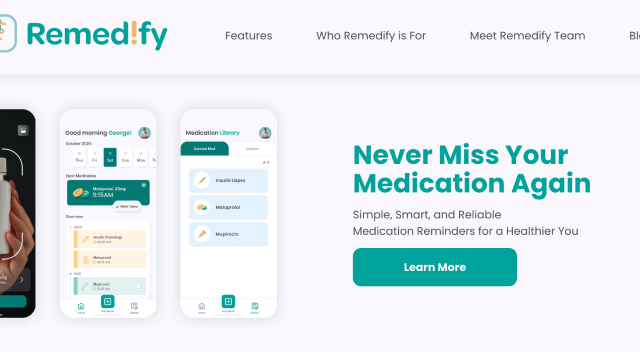 Remed!fy
Features
Who Remedify is For
Meet Remedify Team
Bl
Good morning George!
October 2025
Thu
Fri
Sat
Sun
Mon
Next Medication
Metoprolol, 25mg
9:15AM
Overview
Insulin (Humalog)
Metoprolol
Mupirocin
Home
Add Meds
Library
Medication Library
Current Med
Inactive
A-Z
Insulin Lispro
Metoprolol
Mupirocin
Home
Add Meds
Library
Never Miss Your
Medication Again
Simple, Smart, and Reliable
Medication Reminders for a Healthier You
Learn More